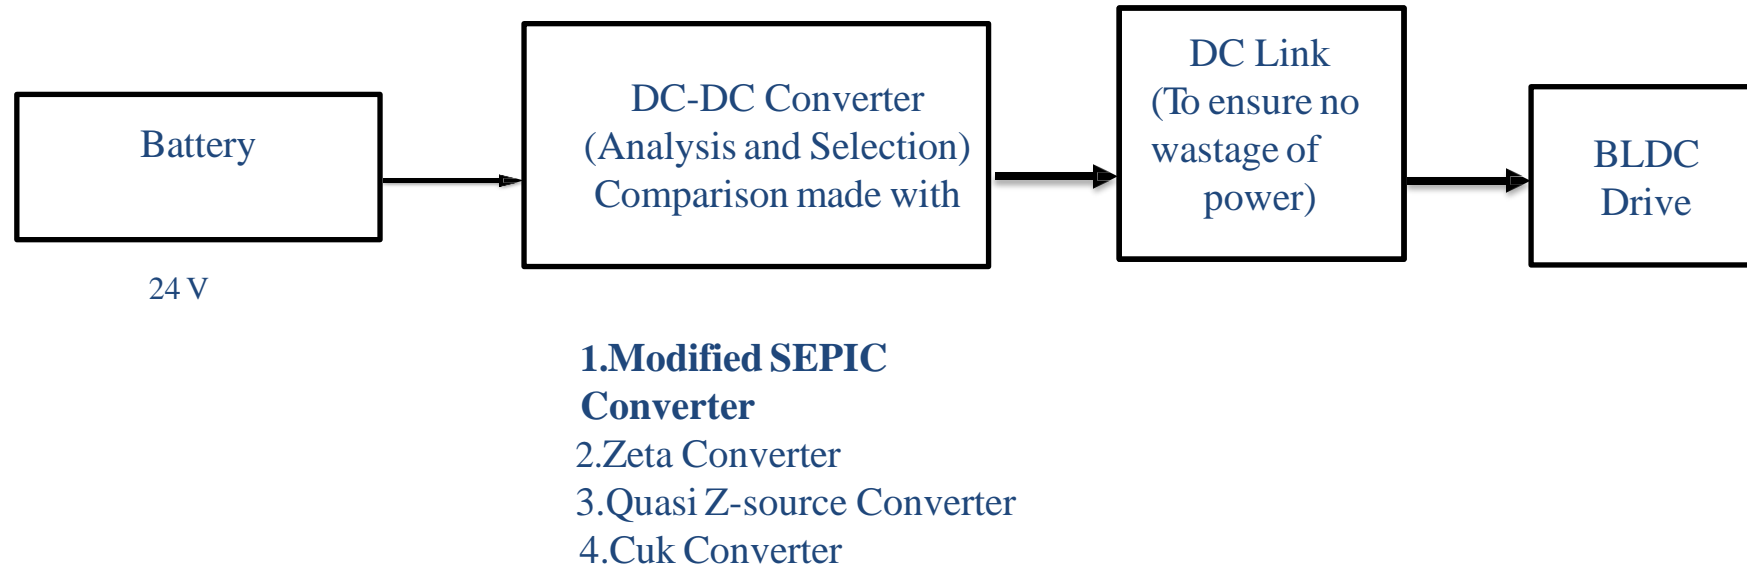 Battery
24 V
DC-DC Converter
(Analysis and Selection)
Comparison made with
DC Link
(To ensure no
wastage of
power)
BLDC
Drive
1.Modified SEPIC
Converter
2.Zeta Converter
3.Quasi Z-source Converter
4.Cuk Converter